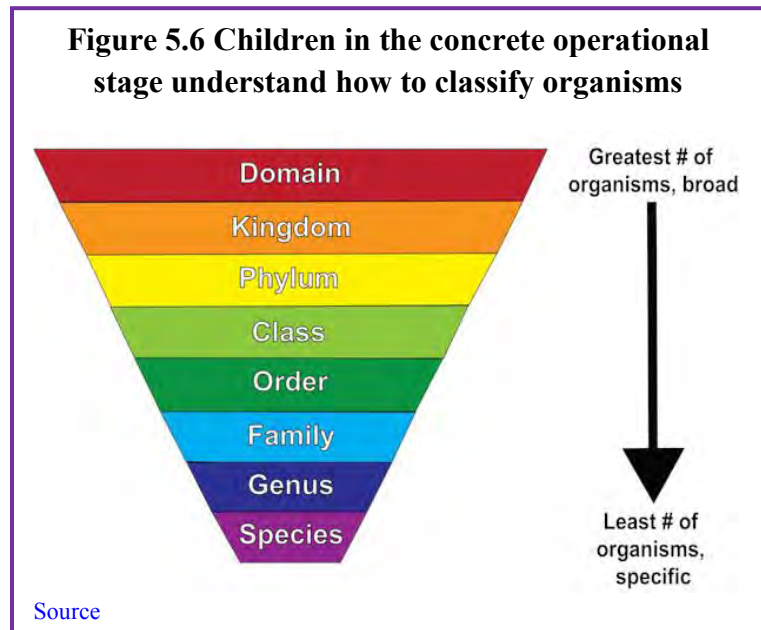 Figure 5.6 Children in the concrete operational
stage understand how to classify organisms
Domain
Kingdom
Phylum
Class
Order
Family
Genus
Species
Greatest # of
organisms, broad
Least # of
organisms,
specific
Source